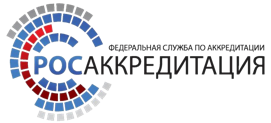 ФЕДЕРАЛЬНАЯ СЛУЖБА ПО АККРЕДИТАЦИИ
РОСАККРЕДИТАЦИЯ